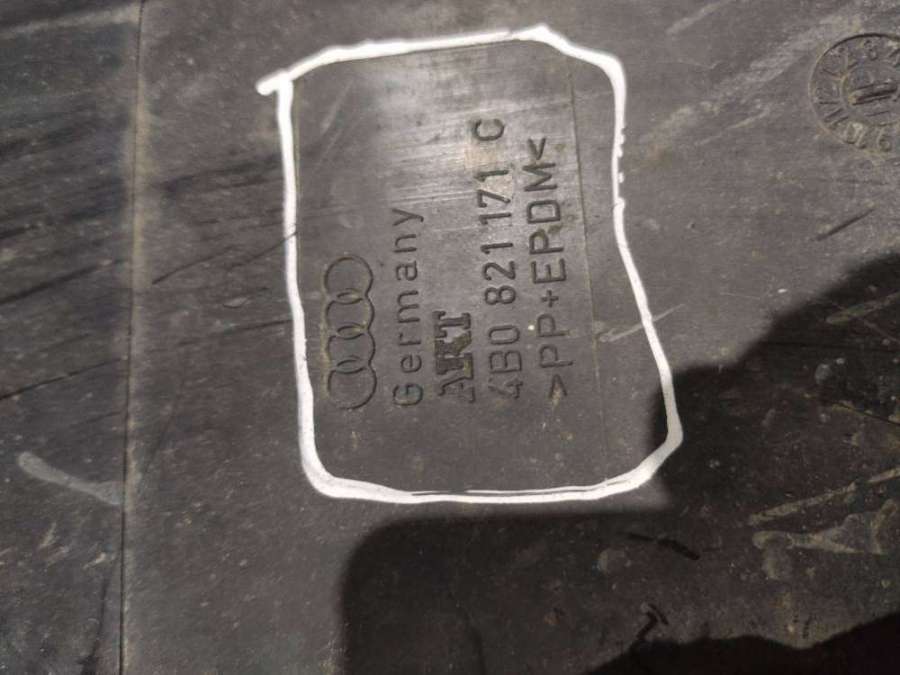 Germany
ART
4B0 821 171 C
>PP+EPDM<